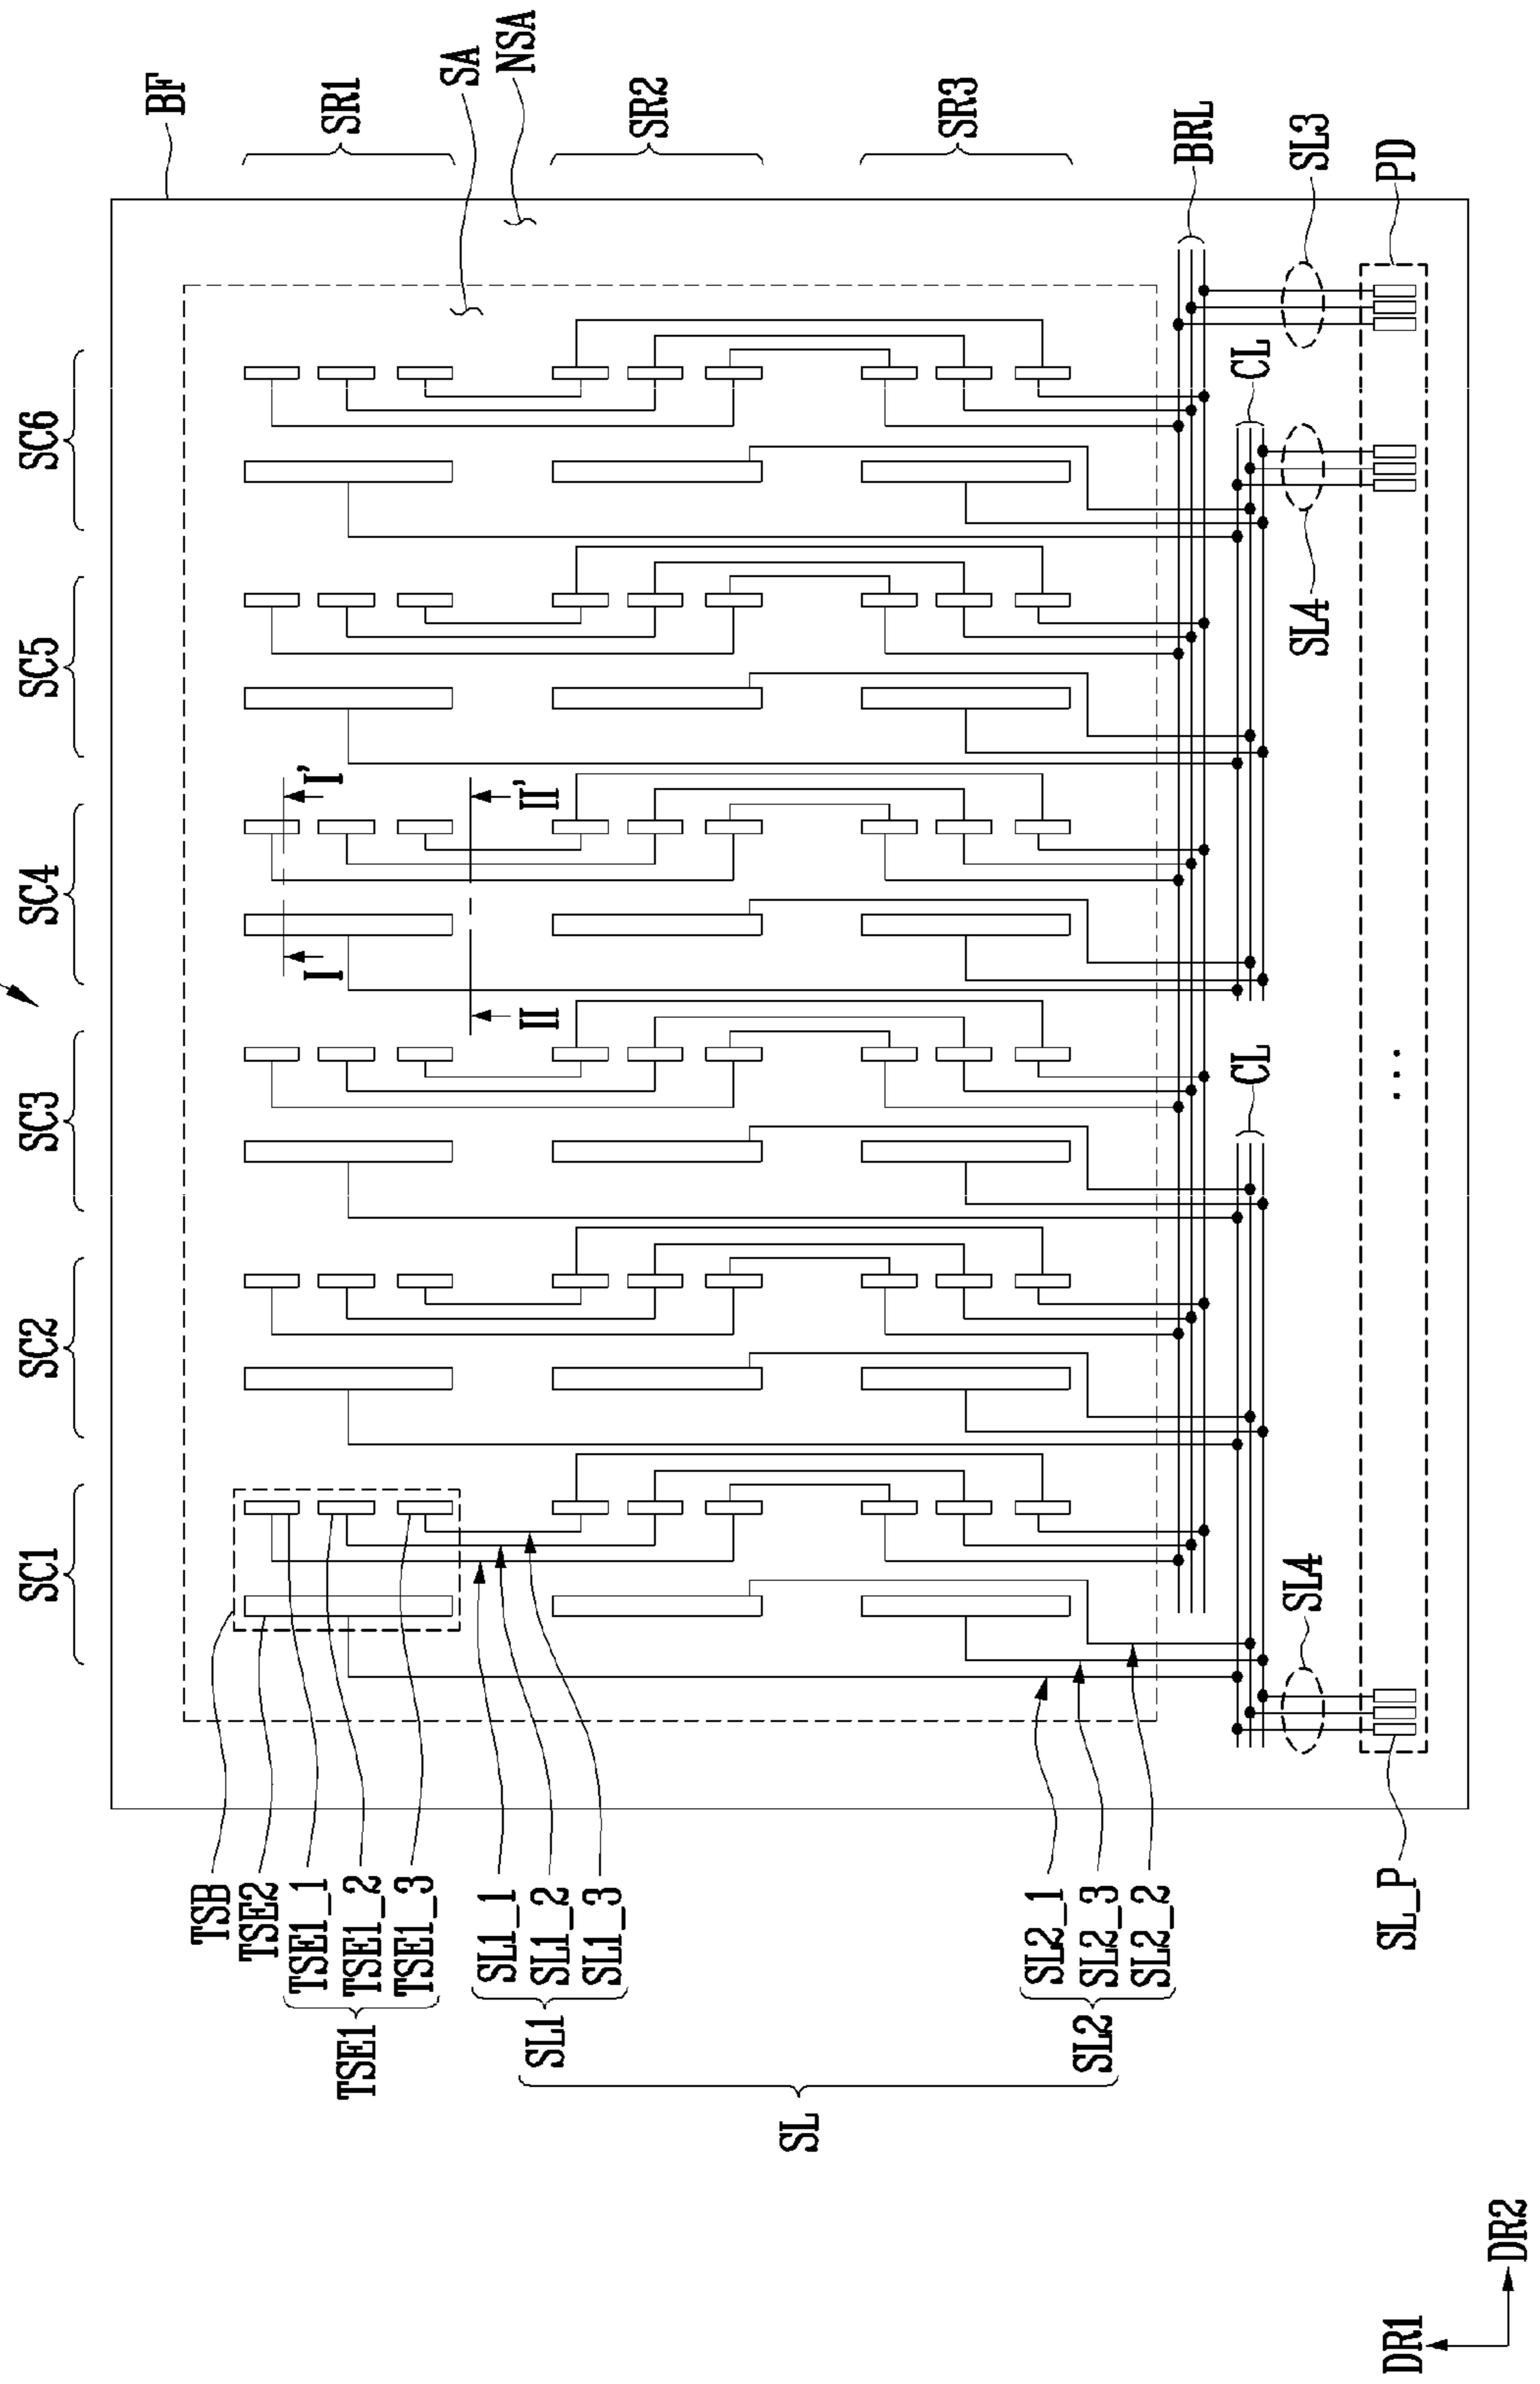 SC1
SC2
SC3
SC4
SC5
SC6
BF
SR1
SA
NSA
SR2
SR3
BRL
SL3
PD
CL
SL4
SL4
CL
I
I'
II
II'
...
TSB
TSE2
TSE1_1
TSE1_2
TSE1_3
TSE1
SL1_1
SL1_2
SL1_3
SL1
SL2_1
SL2_3
SL2_2
SL2
SL
SL_P
DR1
DR2